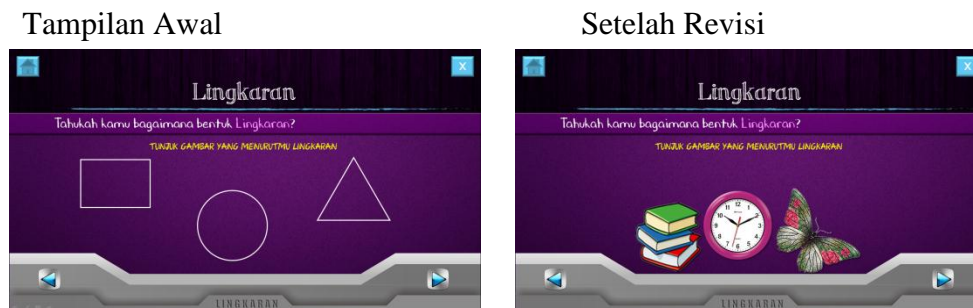 Tampilan Awal
Setelah Revisi
X
Lingkaran
Tahukah kamu bagaimana bentuk Lingkaran?
TUNJUK GAMBAR YANG MENURUTMU LINGKARAN
LINGKARAN
X
Lingkaran
Tahukah kamu bagaimana bentuk Lingkaran?
TUNJUK GAMBAR YANG MENURUTMU LINGKARAN
LINGKARAN